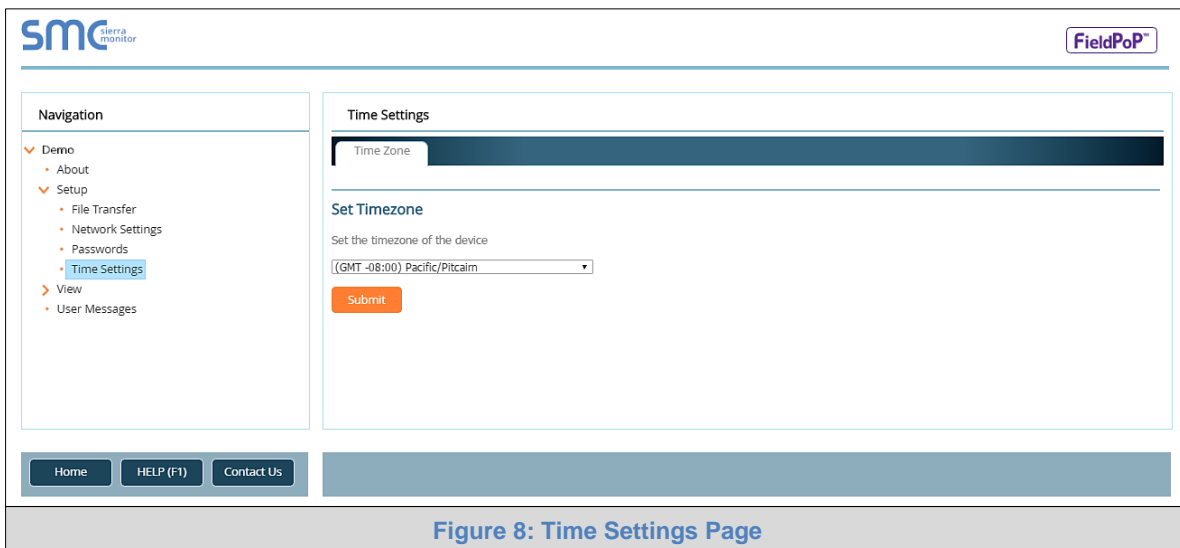 SMC sierra monitor
FieldPoP™
Navigation
Demo
About
Setup
File Transfer
Network Settings
Passwords
Time Settings
View
User Messages
Time Settings
Time Zone
Set Timezone
Set the timezone of the device
(GMT -08:00) Pacific/Pitcairn
Submit
Home
HELP (F1)
Contact Us
Figure 8: Time Settings Page